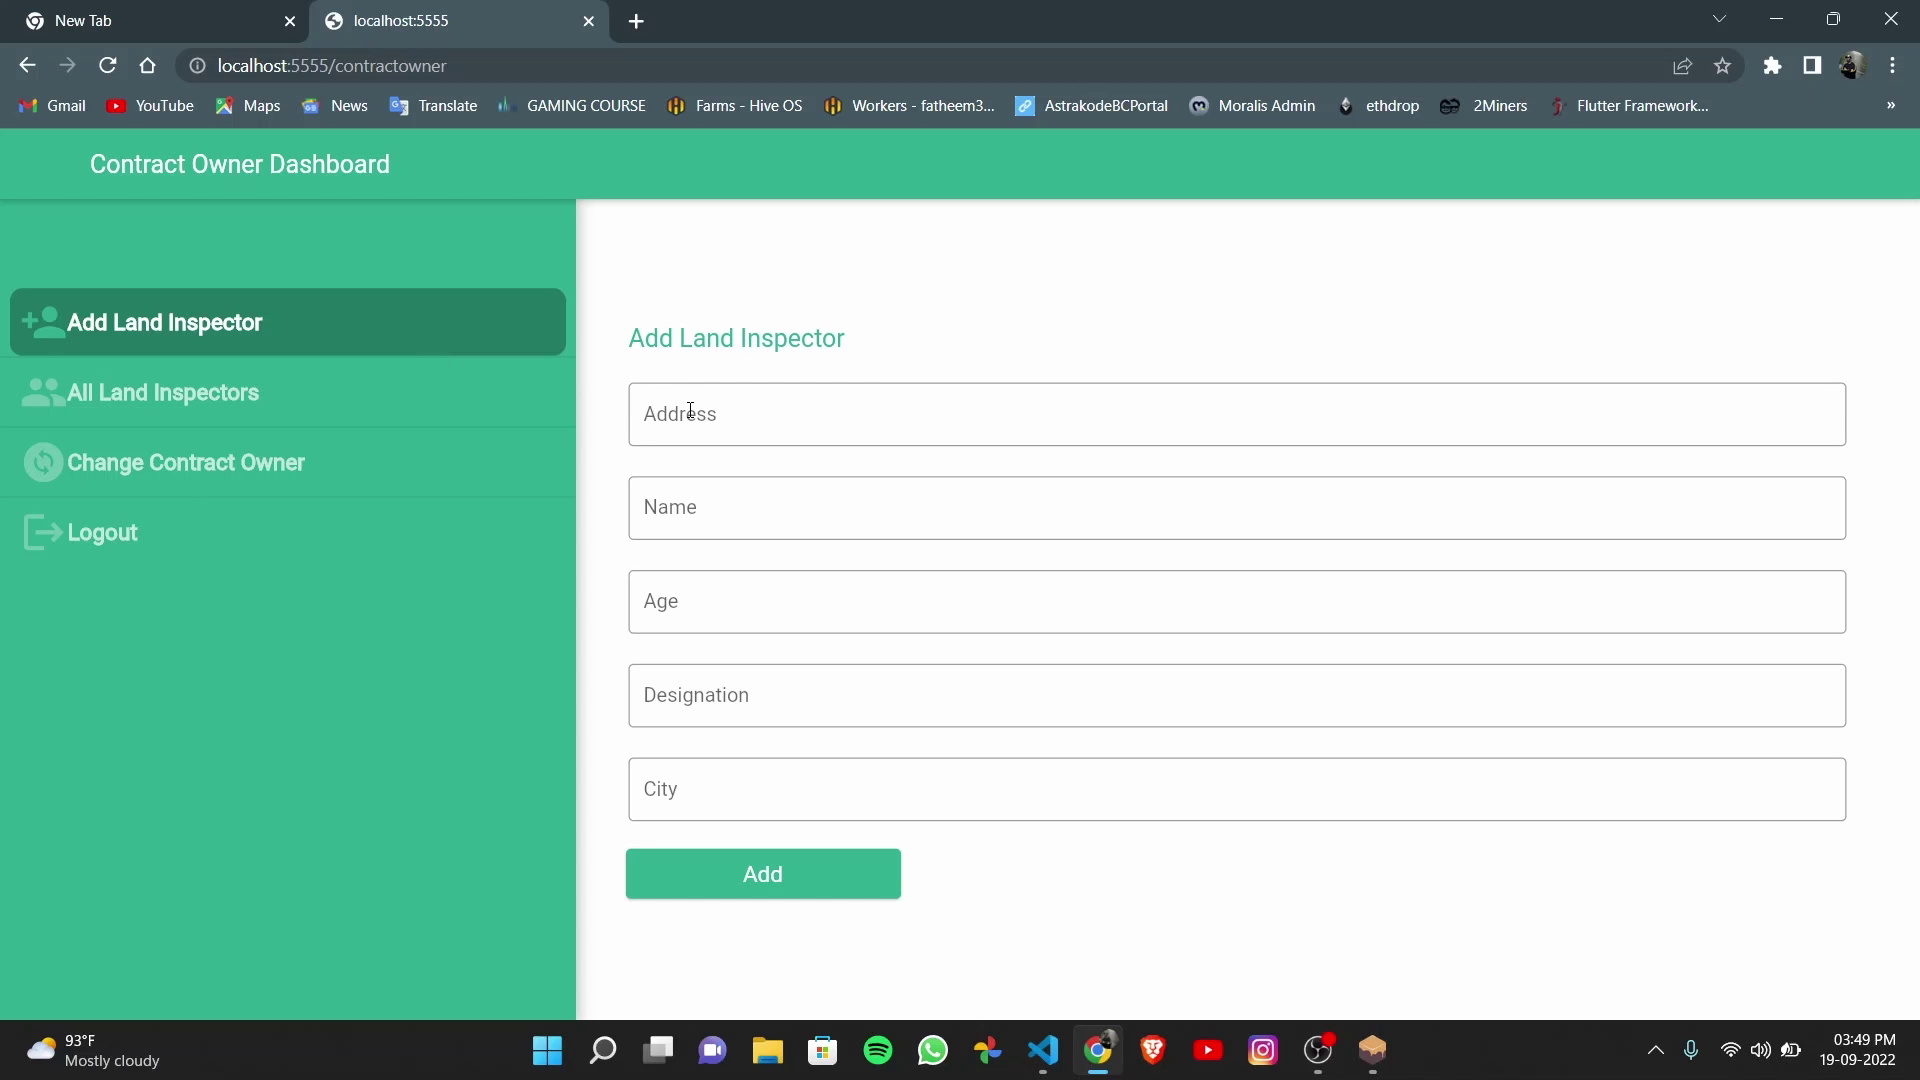 New Tab
localhost:5555
localhost:5555/contractowner
Gmail
YouTube
Maps
News
Translate
GAMING COURSE
Farms - Hive OS
Workers - fatheem3...
AstrakodeBCPortal
Moralis Admin
ethdrop
2Miners
Flutter Framework...
»
Contract Owner Dashboard
Add Land Inspector
All Land Inspectors
Change Contract Owner
Logout
Add Land Inspector
Address
Name
Age
Designation
City
Add
93°F
Mostly cloudy
03:49 PM
19-09-2022